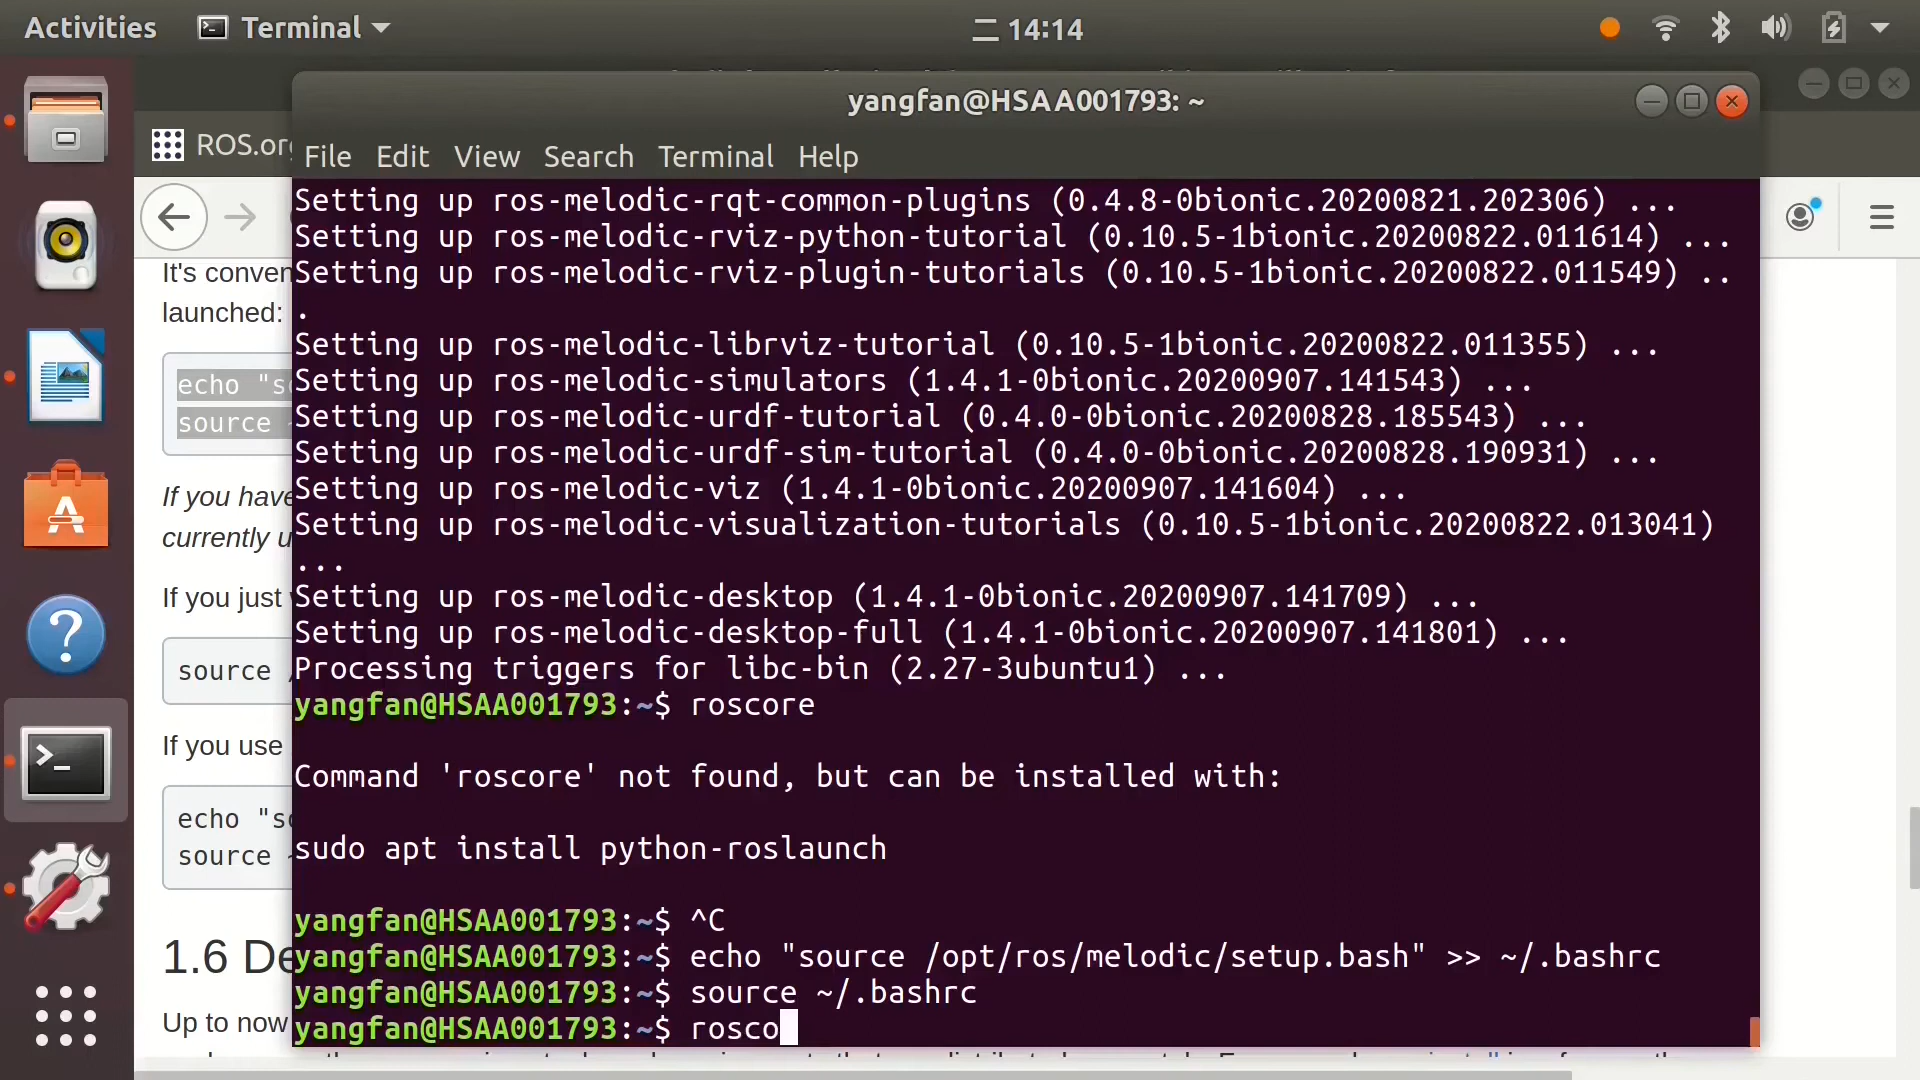 Activities
Terminal
二 14:14
yangfan@HSAA001793: ~
ROS.or
File Edit View Search Terminal Help
It's conven
launched:
echo "so
source ~
If you have
currently u
If you just
source /
If you use
echo "so
source ~
1.6 De
Up to now
Setting up ros-melodic-rqt-common-plugins (0.4.8-0bionic.20200821.202306) ...
Setting up ros-melodic-rviz-python-tutorial (0.10.5-1bionic.20200822.011614) ...
Setting up ros-melodic-rviz-plugin-tutorials (0.10.5-1bionic.20200822.011549) ..
.
Setting up ros-melodic-librviz-tutorial (0.10.5-1bionic.20200822.011355) ...
Setting up ros-melodic-simulators (1.4.1-0bionic.20200907.141543) ...
Setting up ros-melodic-urdf-tutorial (0.4.0-0bionic.20200828.185543) ...
Setting up ros-melodic-urdf-sim-tutorial (0.4.0-0bionic.20200828.190931) ...
Setting up ros-melodic-viz (1.4.1-0bionic.20200907.141604) ...
Setting up ros-melodic-visualization-tutorials (0.10.5-1bionic.20200822.013041)
...
Setting up ros-melodic-desktop (1.4.1-0bionic.20200907.141709) ...
Setting up ros-melodic-desktop-full (1.4.1-0bionic.20200907.141801) ...
Processing triggers for libc-bin (2.27-3ubuntu1) ...
yangfan@HSAA001793:~$ roscore
Command 'roscore' not found, but can be installed with:
sudo apt install python-roslaunch
yangfan@HSAA001793:~$ ^C
yangfan@HSAA001793:~$ echo "source /opt/ros/melodic/setup.bash" >> ~/.bashrc
yangfan@HSAA001793:~$ source ~/.bashrc
yangfan@HSAA001793:~$ rosco